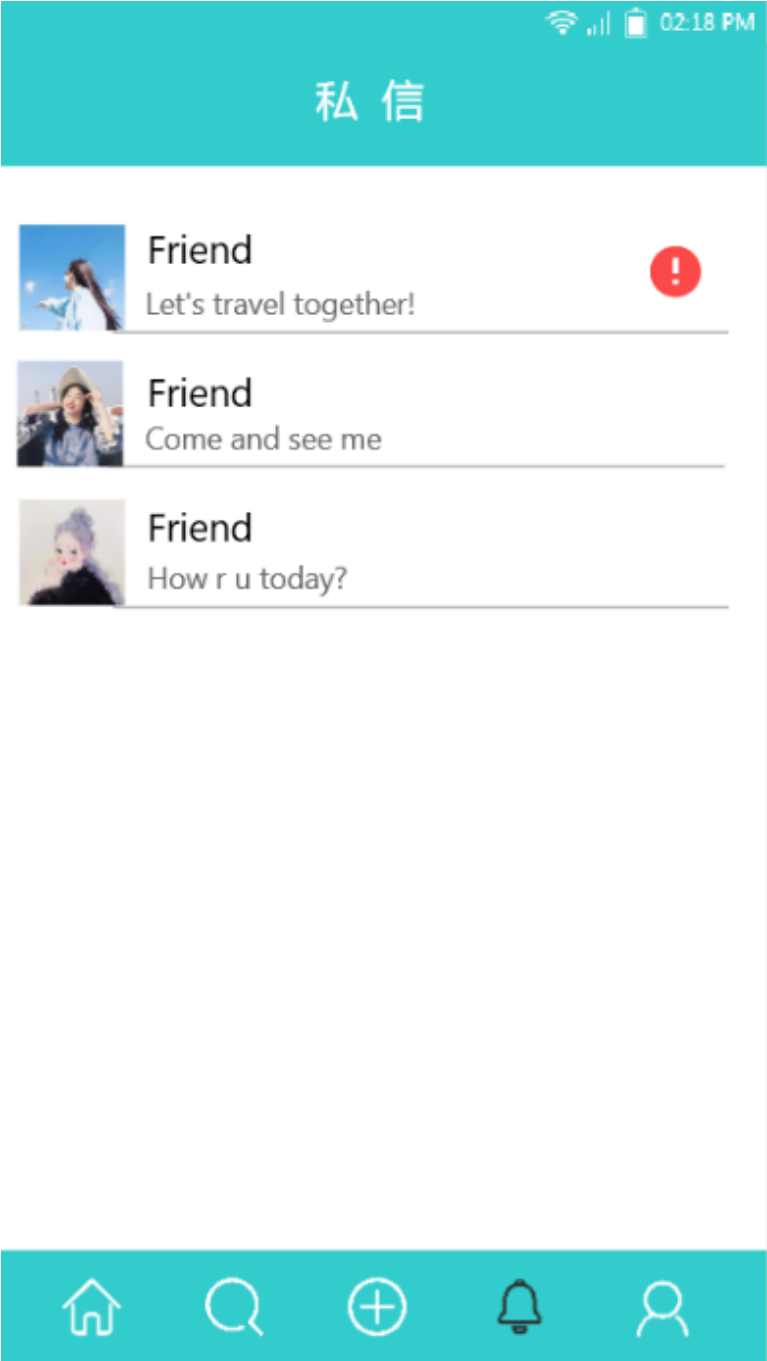 02:18 PM
私 信
Friend
Let's travel together!
Friend
Come and see me
Friend
How r u today?